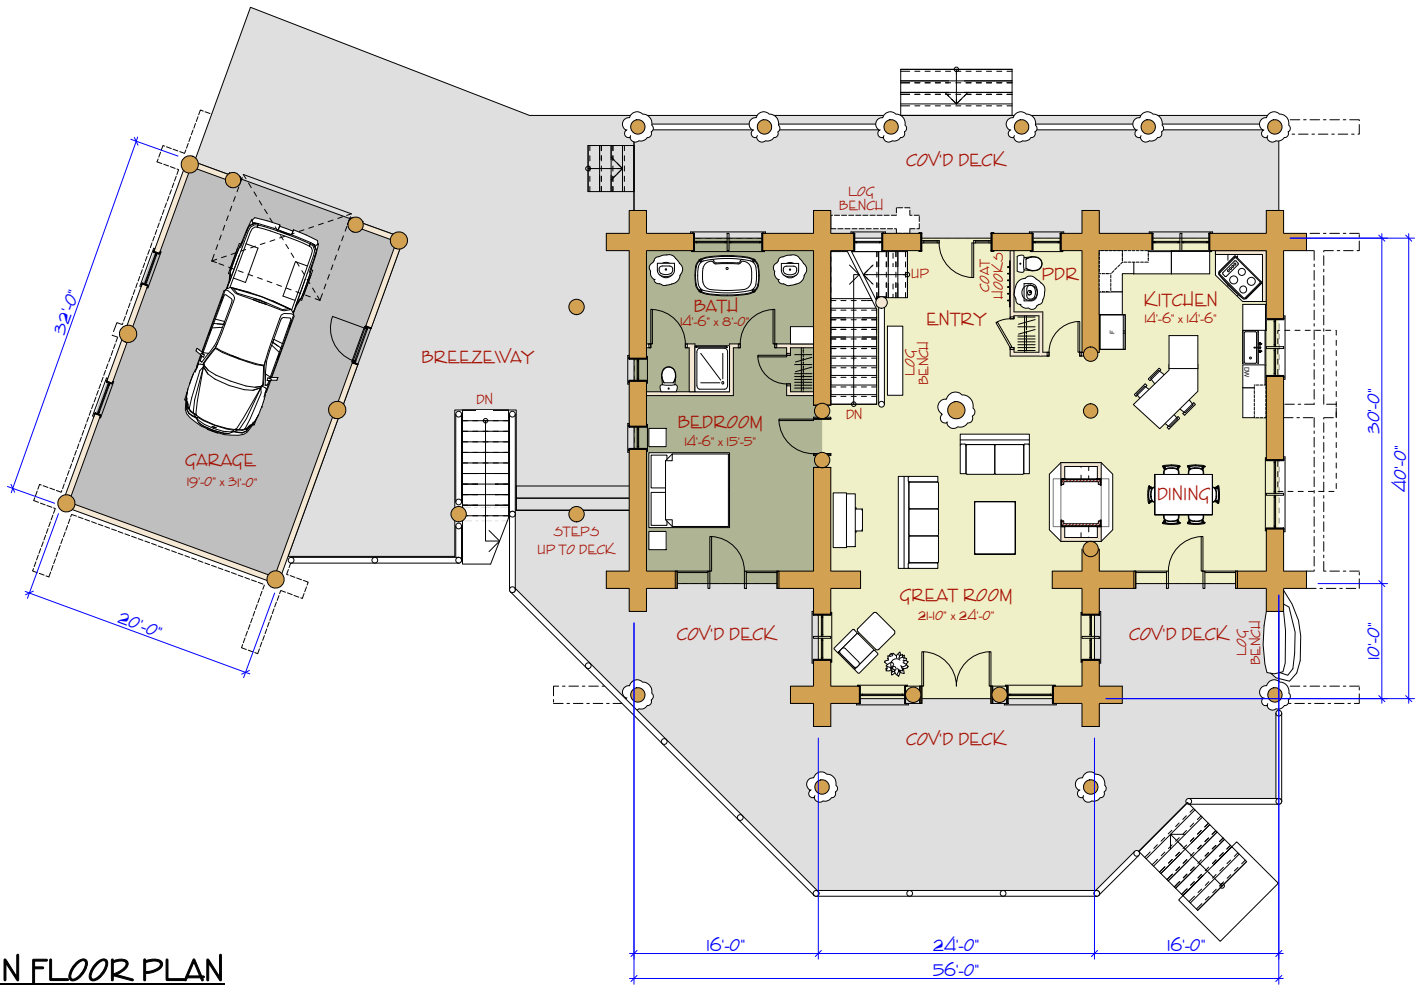 COV'D DECK
LOG
BENCH
UP
COAT
HOOKS
PDR
BATH
14'-6" x 8'-0"
ENTRY
KITCHEN
14'-6" x 14'-6"
32'-0"
BREEZEWAY
LOG
BENCH
F
DW
DN
DN
BEDROOM
14'-6" x 15'-5"
30'-0"
40'-0"
GARAGE
19'-0" x 31'-0"
DINING
STEPS
UP TO DECK
GREAT ROOM
21'-10" x 24'-0"
20'-0"
COV'D DECK
COV'D DECK
LOG
BENCH
10'-0"
COV'D DECK
16'-0"
24'-0"
16'-0"
56'-0"
N FLOOR PLAN